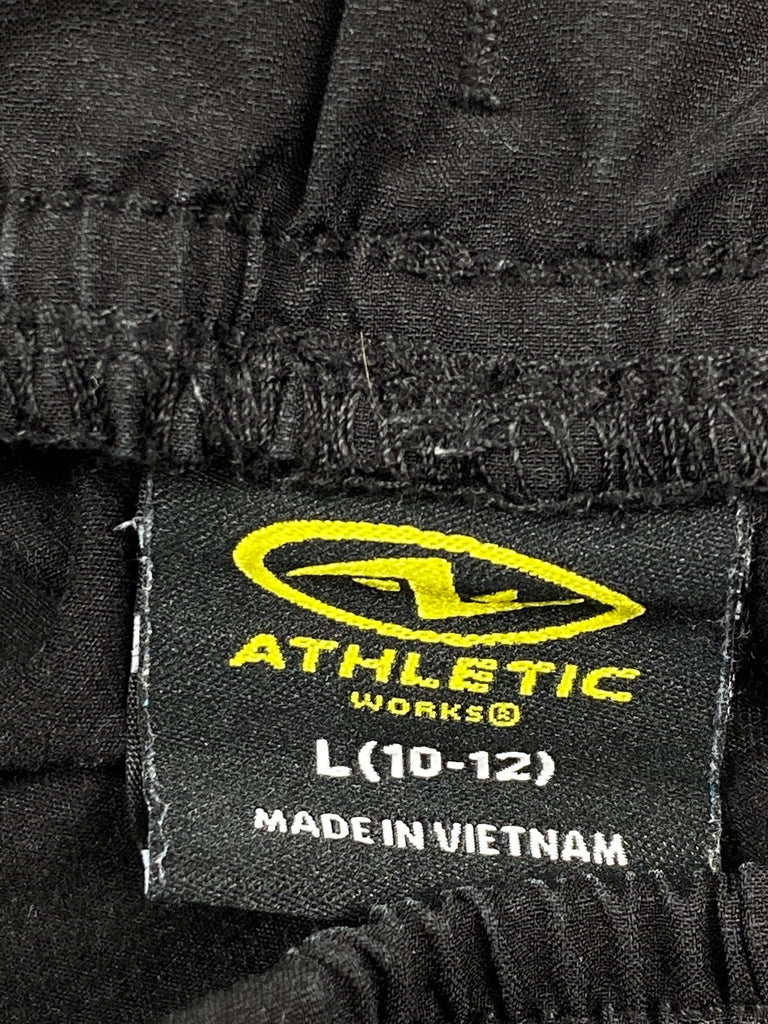 ATHLETIC
WORKS®
L(10-12)
MADE IN VIETNAM